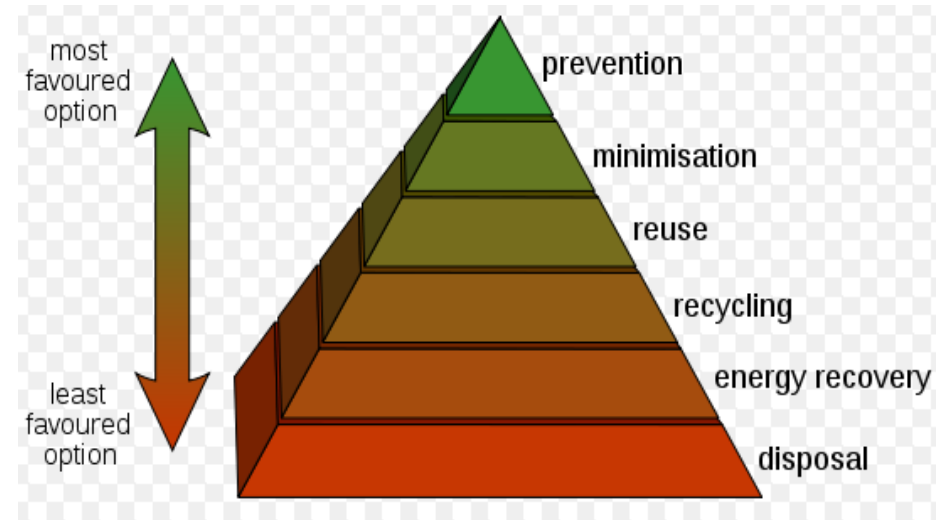 most
favoured
option
prevention
minimisation
reuse
recycling
energy recovery
least
favoured
option
disposal